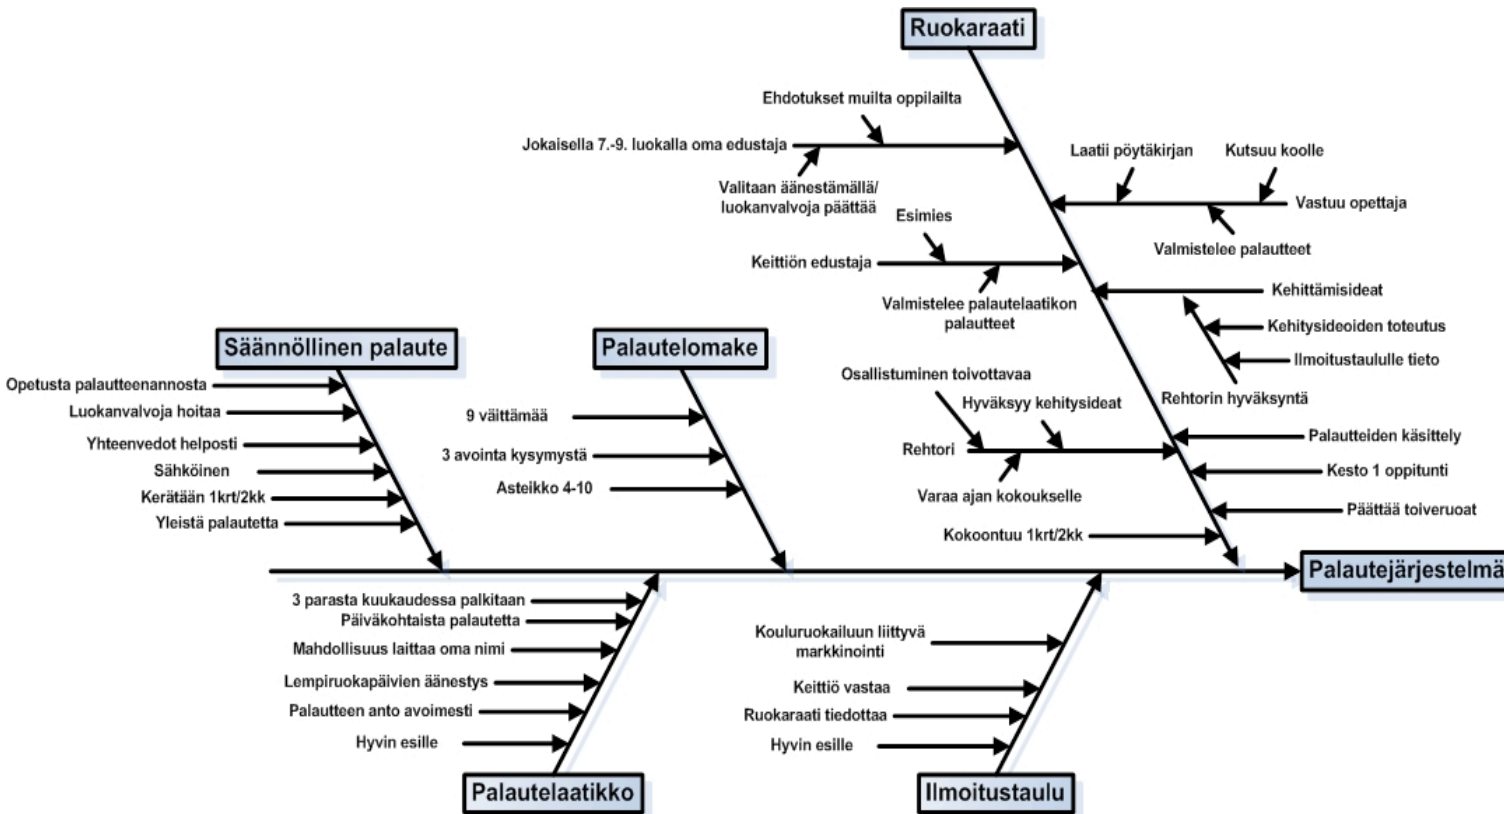 Ruokaraati
Ehdotukset muilta oppilailta
Jokaisella 7.-9. luokalla oma edustaja
Valitaan äänestämällä/
luokanvalvoja päättää
Laatii pöytäkirjan
Kutsuu koolle
Vastuu opettaja
Valmistelee palautteet
Esimies
Keittiön edustaja
Valmistelee palautelaatikon
palautteet
Kehittämisideat
Kehitysideoiden toteutus
Ilmoitustaululle tieto
Rehtorin hyväksyntä
Osallistuminen toivottavaa
Hyväksyy kehitysideat
Rehtori
Varaa ajan kokoukselle
Palautteiden käsittely
Kesto 1 oppitunti
Päättää toiveruoat
Kokoontuu 1krt/2kk
Säännöllinen palaute
Opetusta palautteenannosta
Luokanvalvoja hoitaa
Yhteenvedot helposti
Sähköinen
Kerätään 1krt/2kk
Yleistä palautetta
Palautelomake
9 väittämää
3 avointa kysymystä
Asteikko 4-10
Palautejärjestelmä
3 parasta kuukaudessa palkitaan
Päiväkohtaista palautetta
Mahdollisuus laittaa oma nimi
Lempiruokapäivien äänestys
Palautteen anto avoimesti
Hyvin esille
Palautelaatikko
Kouluruokailuun liittyvä
markkinointi
Keittiö vastaa
Ruokaraati tiedottaa
Hyvin esille
Ilmoitustaulu